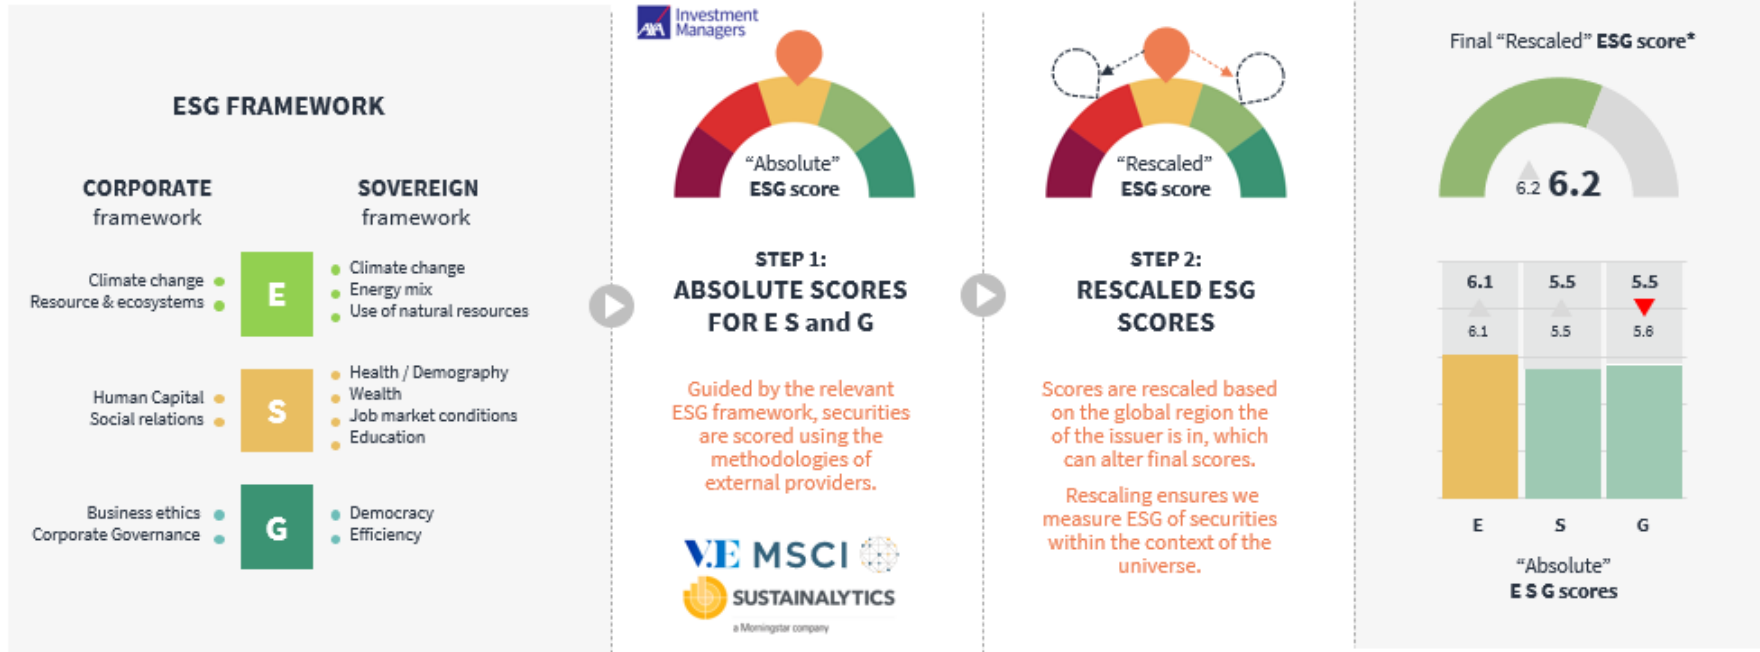 ESG FRAMEWORK
CORPORATE
framework
SOVEREIGN
framework
Climate change
Resource & ecosystems
E
Climate change
Energy mix
Use of natural resources
Human Capital
Social relations
S
Health / Demography
Wealth
Job market conditions
Education
Business ethics
Corporate Governance
G
Democracy
Efficiency
AXA
Investment
Managers
"Absolute"
ESG score
STEP 1:
ABSOLUTE SCORES
FOR E S and G
Guided by the relevant
ESG framework, securities
are scored using the
methodologies of
external providers.
V.E MSCI
SUSTAINALYTICS
a Morningstar company
"Rescaled"
ESG score
STEP 2:
RESCALED ESG
SCORES
Scores are rescaled based
on the global region the
of the issuer is in, which
can alter final scores.
Rescaling ensures we
measure ESG of securities
within the context of the
universe.
Final "Rescaled" ESG score*
6.2 6.2
6.1 5.5 5.5
6.1 5.5 5.6
E S G
"Absolute"
E S G scores